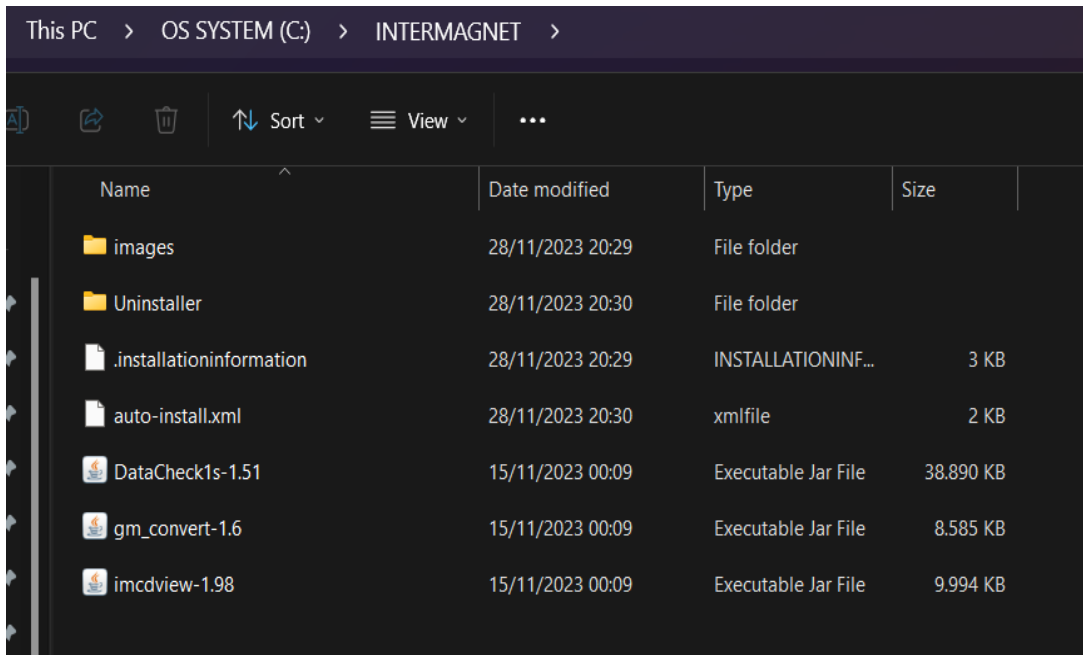 This PC > OS SYSTEM (C:) > INTERMAGNET >
A Sort View ...
Name Date modified Type Size
images 28/11/2023 20:29 File folder
Uninstaller 28/11/2023 20:30 File folder
.installationinformation 28/11/2023 20:29 INSTALLATIONINF... 3 KB
auto-install.xml 28/11/2023 20:30 xmlfile 2 KB
DataCheck1s-1.51 15/11/2023 00:09 Executable Jar File 38.890 KB
gm_convert-1.6 15/11/2023 00:09 Executable Jar File 8.585 KB
imcdview-1.98 15/11/2023 00:09 Executable Jar File 9.994 KB